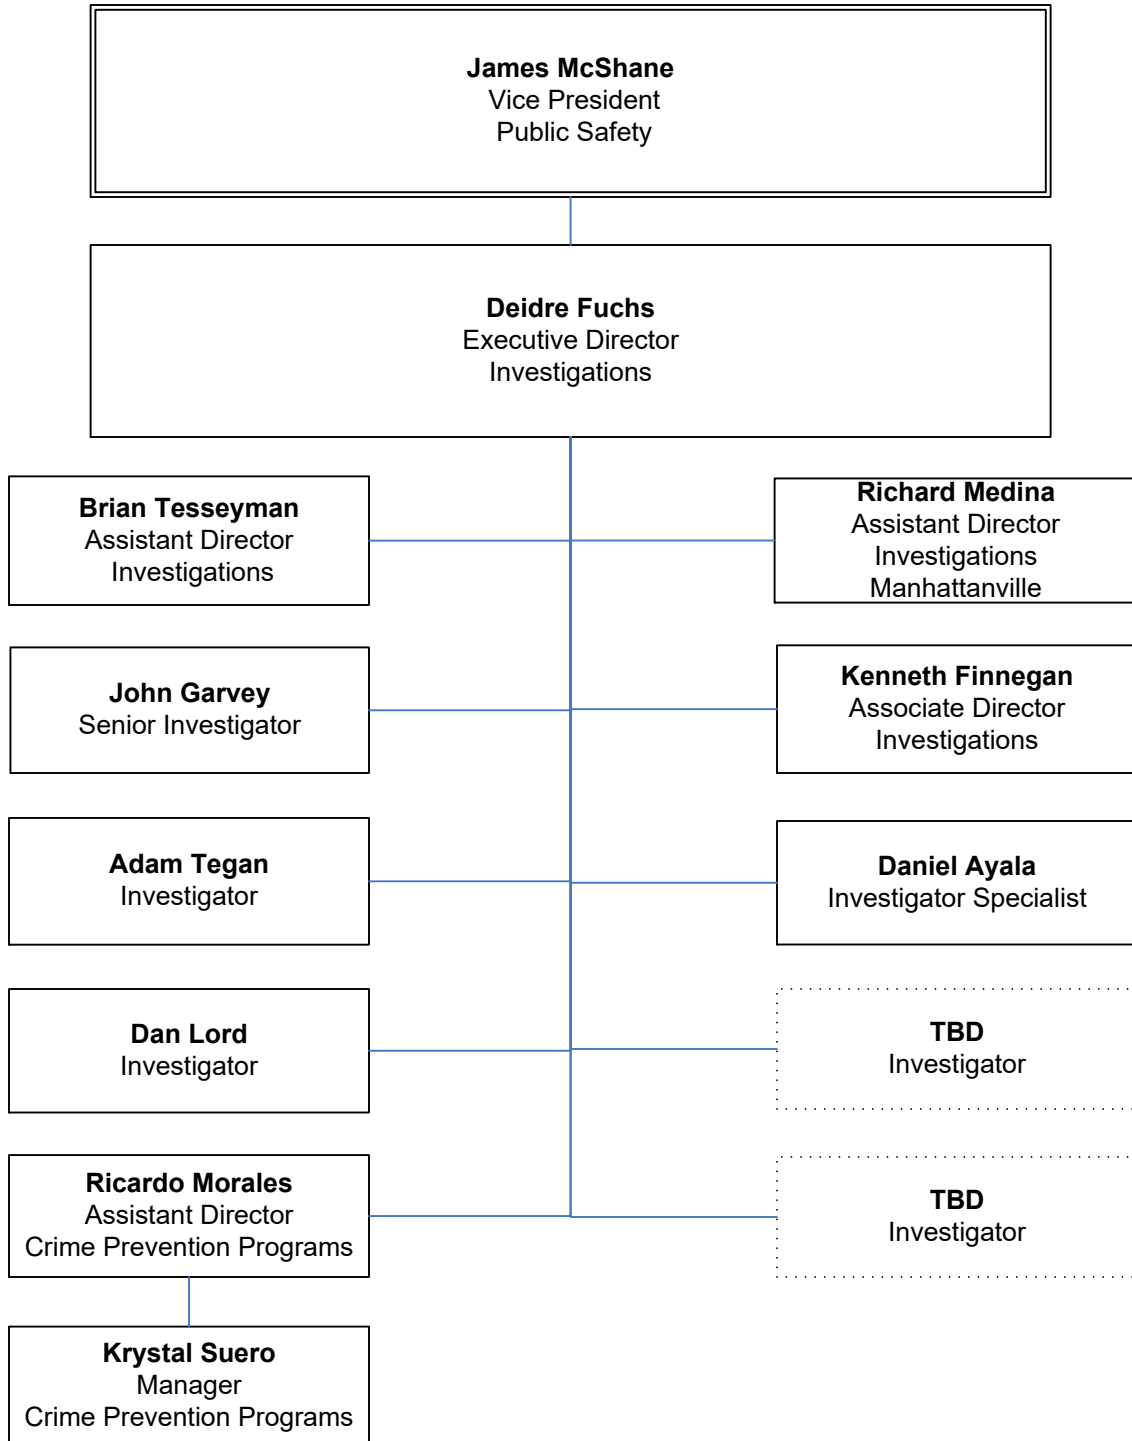 James McShane
Vice President
Public Safety
Deidre Fuchs
Executive Director
Investigations
Brian Tesseyman
Assistant Director
Investigations
Richard Medina
Assistant Director
Investigations
Manhattanville
John Garvey
Senior Investigator
Kenneth Finnegan
Associate Director
Investigations
Adam Tegan
Investigator
Daniel Ayala
Investigator Specialist
Dan Lord
Investigator
TBD
Investigator
Ricardo Morales
Assistant Director
Crime Prevention Programs
TBD
Investigator
Krystal Suero
Manager
Crime Prevention Programs